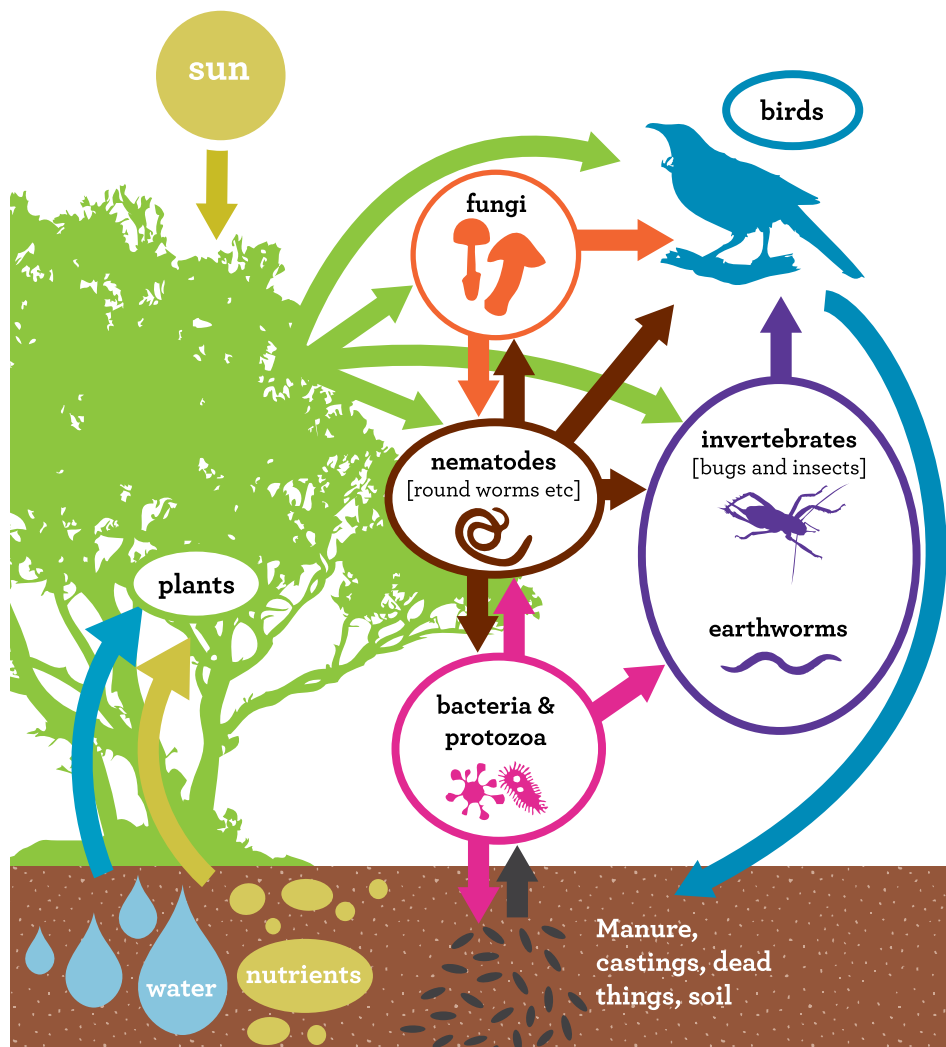 sun
birds
fungi
invertebrates
[bugs and insects]
nematodes
[round worms etc]
plants
earthworms
bacteria &
protozoa
Manure,
castings, dead
things, soil
nutrients
water